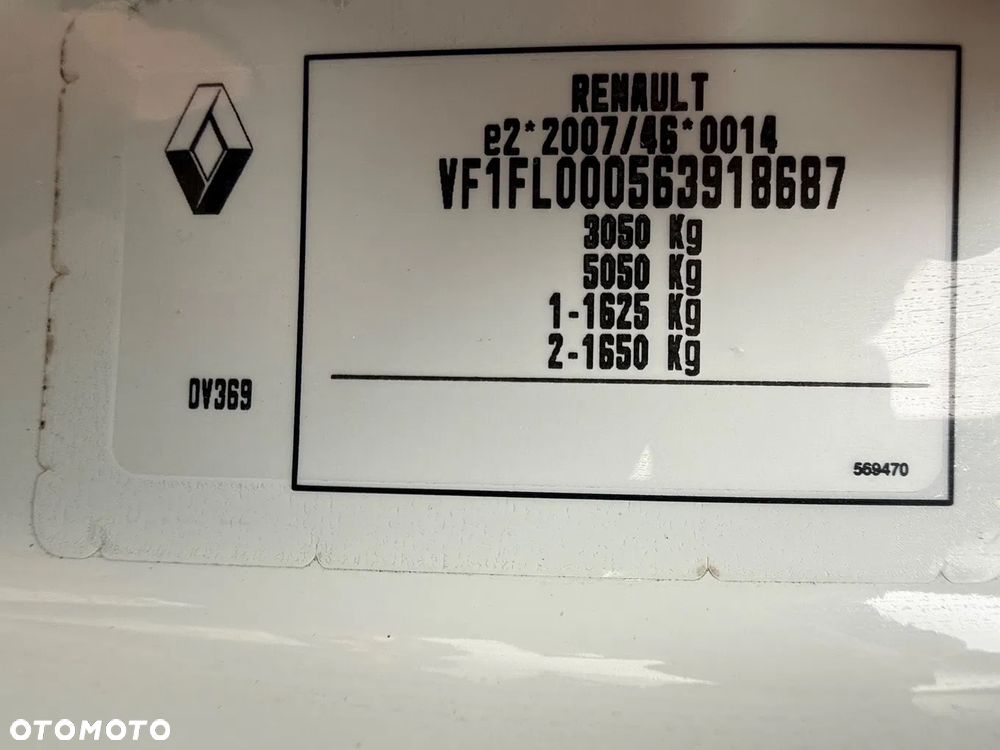 RENAULT
e2*2007/46*0014
VF1FL000563918687
3050 Kg
5050 Kg
1-1625 Kg
2-1650 Kg
DV369
569470
OTOMOTO